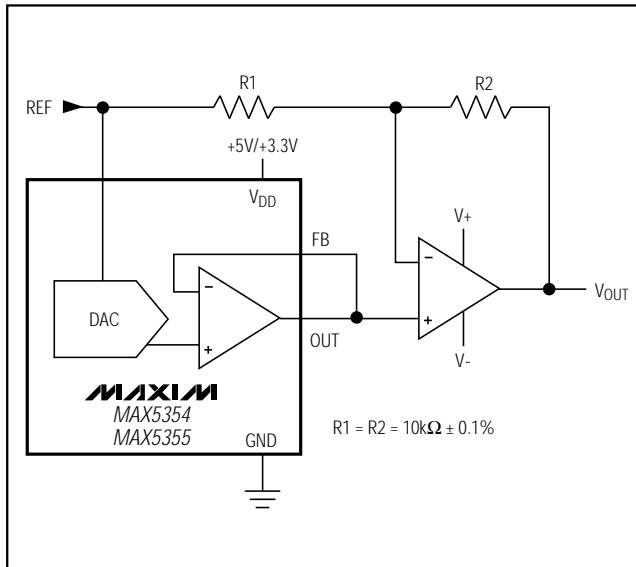 R1
R2
REF
+5V/+3.3V
VDD
FB
V+
−
−
DAC
VOUT
+
OUT
+
V-
MAXIM
MAX5354
MAX5355
R1 = R2 = 10kΩ ± 0.1%
GND